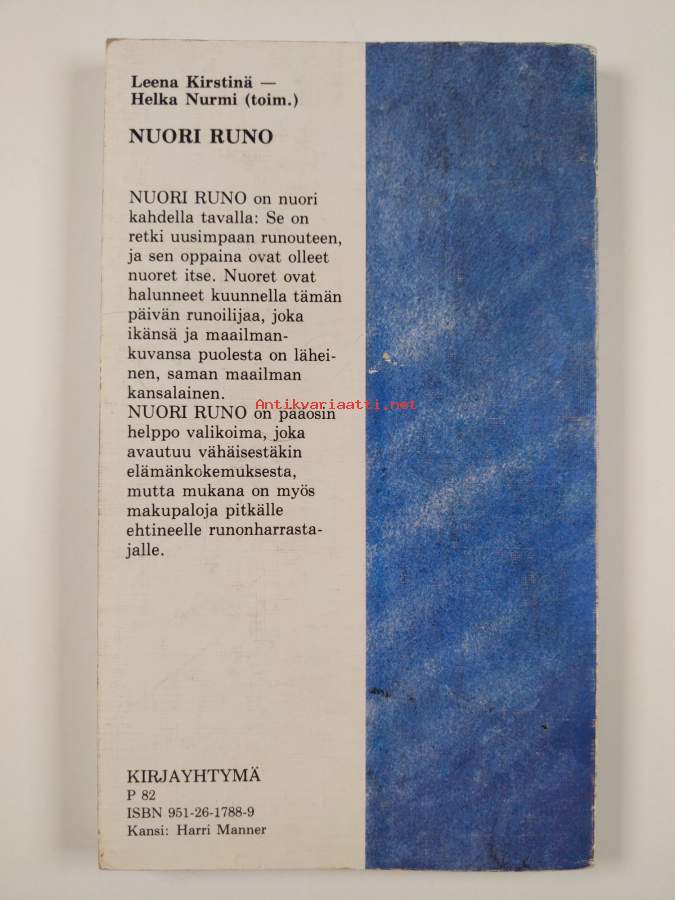 Leena Kirstinä —
Helka Nurmi (toim.)
NUORI RUNO
NUORI RUNO on nuori
kahdella tavalla: Se on
retki uusimpaan runouteen,
ja sen oppaina ovat olleet
nuoret itse. Nuoret ovat
halunneet kuunnella tämän
päivän runoilijaa, joka
ikänsä ja maailman-
kuvansa puolesta on lähei-
nen, saman maailman
kansalainen.
Antikvariaatti.net
NUORI RUNO on pääosin
helppo valikoima, joka
avautuu vähäisestäkin
elämänkokemuksesta,
mutta mukana on myös
makupaloja pitkälle
ehtineelle runonharrasta-
jalle.
KIRJAYHTYMÄ
P 82
ISBN 951-26-1788-9
Kansi: Harri Manner